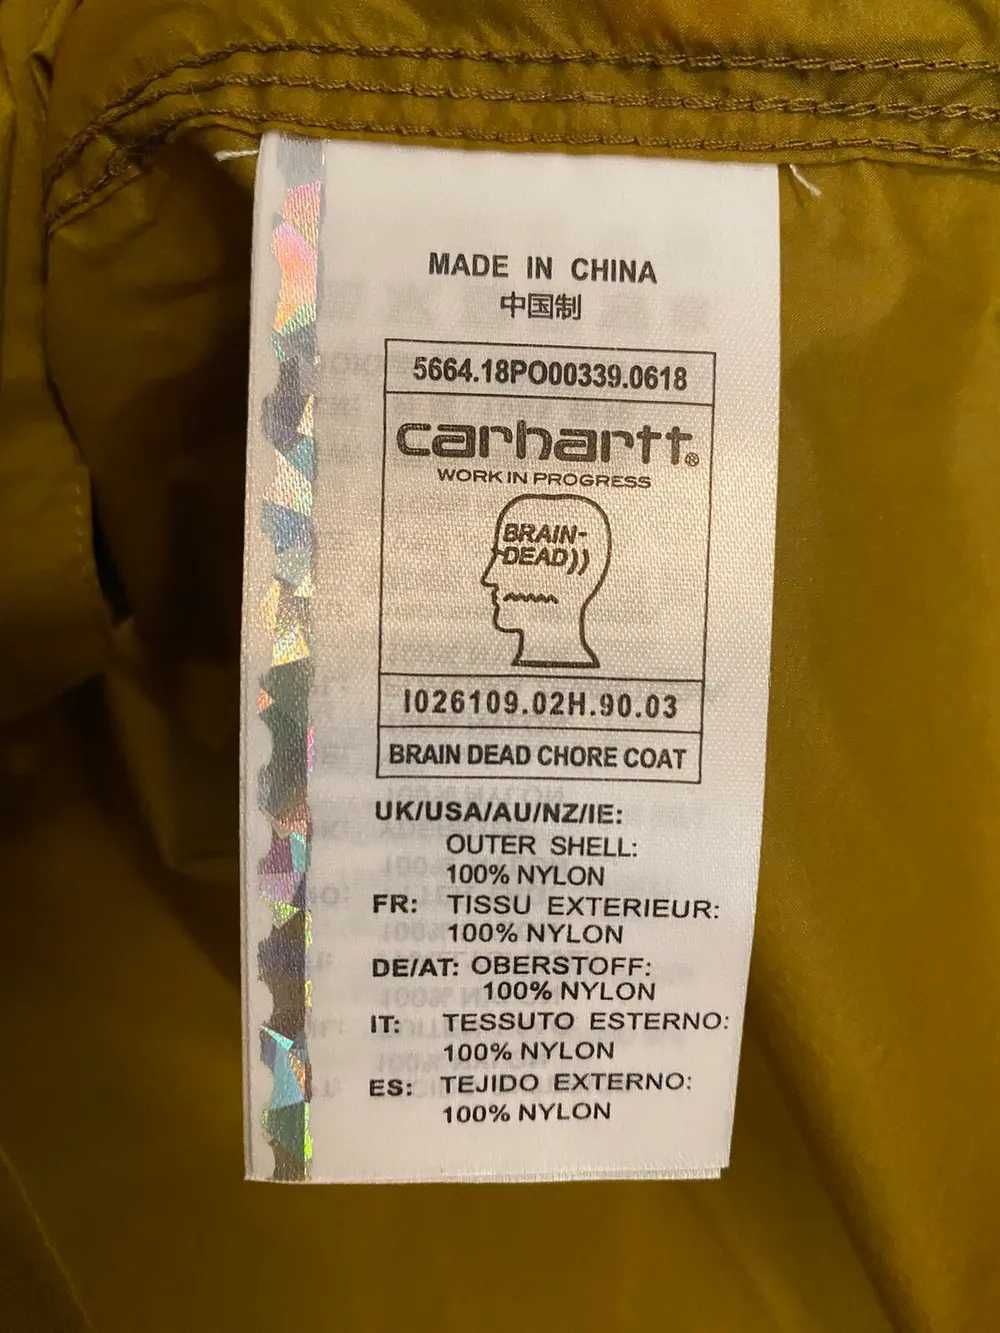 MADE IN CHINA
中国制
5664.18PO00339.0618
carhartt®
WORK IN PROGRESS
BRAIN-
DEAD))
I026109.02H.90.03
BRAIN DEAD CHORE COAT
UK/USA/AU/NZ/IE:
OUTER SHELL:
100% NYLON
FR: TISSU EXTERIEUR:
100% NYLON
DE/AT: OBERSTOFF:
100% NYLON
IT: TESSUTO ESTERNO:
100% NYLON
ES: TEJIDO EXTERNO:
100% NYLON